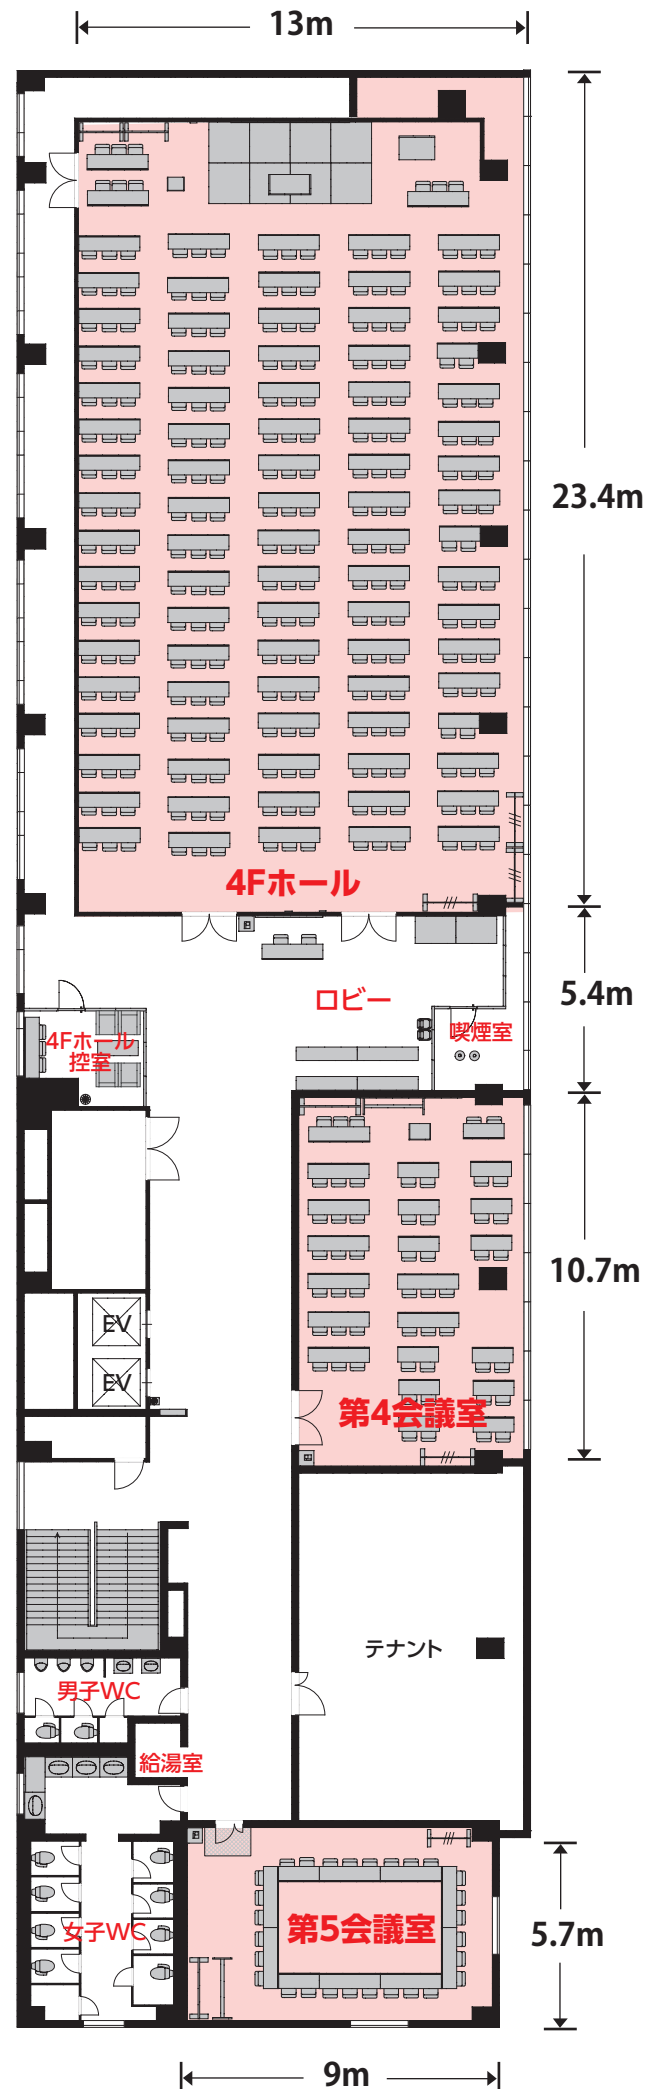 13m
23.4m
4Fホール
ロビー
5.4m
喫煙室
4Fホール
控室
10.7m
EV
EV
第4会議室
テナント
男子WC
給湯室
女子WC
第5会議室
5.7m
9m